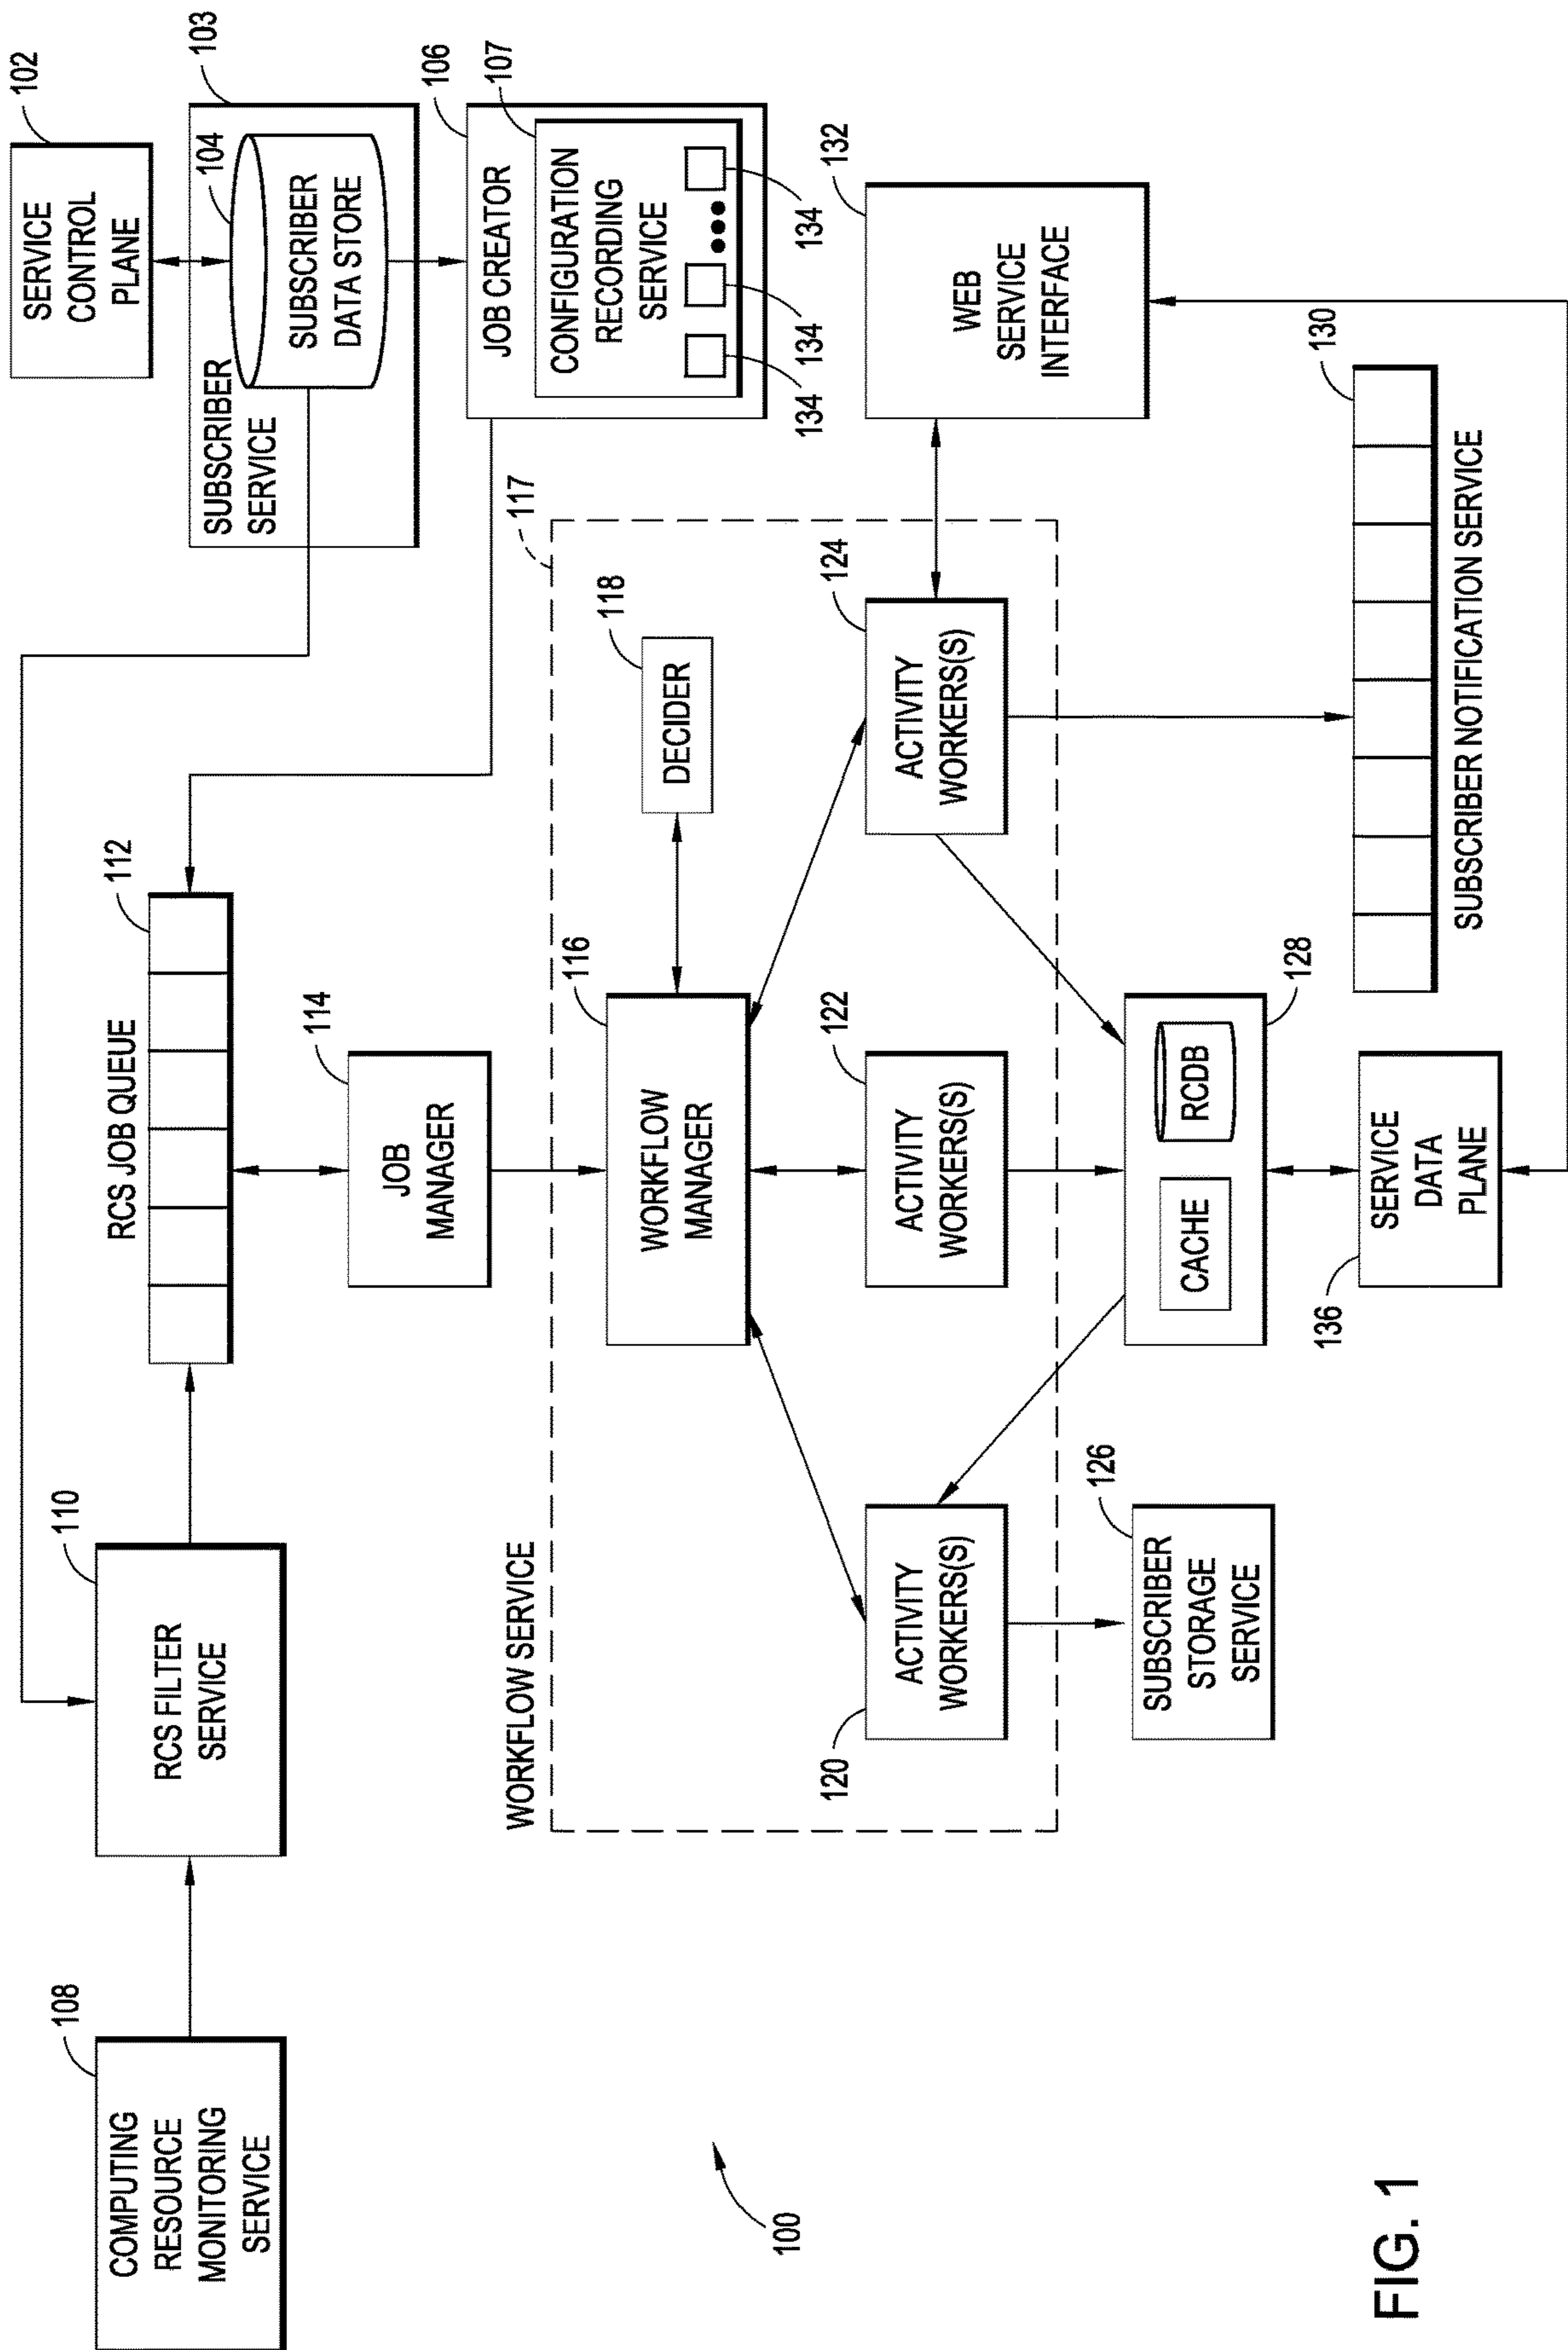 102
SERVICE
CONTROL
PLANE
103
104
SUBSCRIBER
DATA STORE
SUBSCRIBER
SERVICE
106
JOB CREATOR
107
CONFIGURATION
RECORDING
SERVICE
134
134
134
108
COMPUTING
RESOURCE
MONITORING
SERVICE
110
RCS FILTER
SERVICE
RCS JOB QUEUE
112
114
JOB
MANAGER
117
WORKFLOW SERVICE
116
WORKFLOW
MANAGER
118
DECIDER
120
ACTIVITY
WORKERS(S)
122
ACTIVITY
WORKERS(S)
124
ACTIVITY
WORKERS(S)
132
WEB
SERVICE
INTERFACE
126
SUBSCRIBER
STORAGE
SERVICE
128
CACHE
RCDB
130
SUBSCRIBER NOTIFICATION SERVICE
136
SERVICE
DATA
PLANE
100
FIG. 1